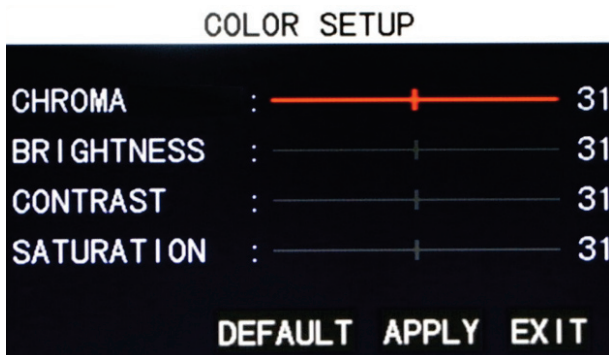 COLOR SETUP
CHROMA : 31
BRIGHTNESS : 31
CONTRAST : 31
SATURATION : 31
DEFAULT APPLY EXIT